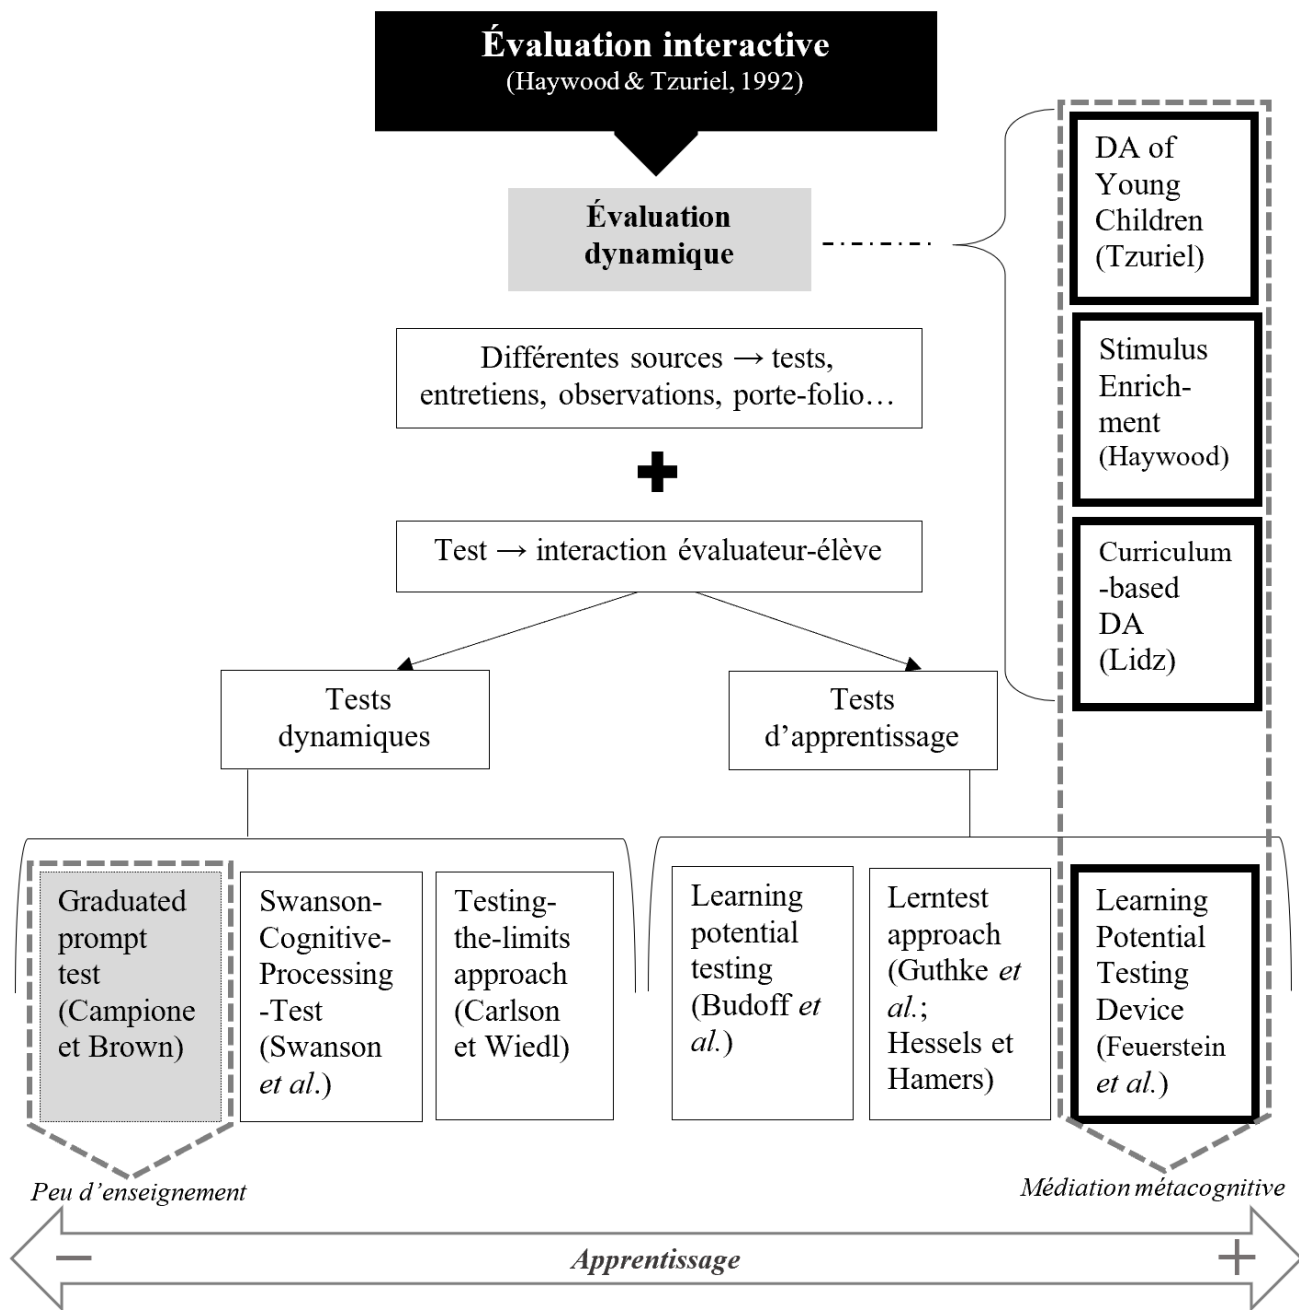 Évaluation interactive
(Haywood & Tzuriel, 1992)
Évaluation
dynamique
Différentes sources → tests,
entretiens, observations, porte-folio…
+
Test → interaction évaluateur-élève
Tests
dynamiques
Tests
d’apprentissage
DA of
Young
Children
(Tzuriel)
Stimulus
Enrich-
ment
(Haywood)
Curriculum
-based
DA
(Lidz)
Graduated
prompt
test
(Campione
et Brown)
Swanson-
Cognitive-
Processing
-Test
(Swanson
et al.)
Testing-
the-limits
approach
(Carlson
et Wiedl)
Learning
potential
testing
(Budoff et
al.)
Lerntest
approach
(Guthke et
al.;
Hessels et
Hamers)
Learning
Potential
Testing
Device
(Feuerstein
et al.)
Peu d’enseignement
Médiation métacognitive
− Apprentissage +